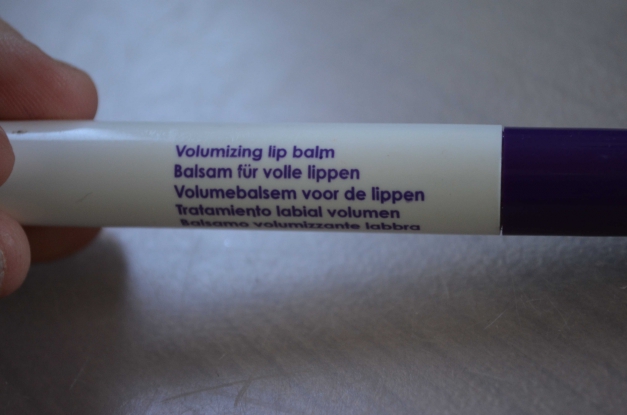 Volumizing lip balm
Balsam für volle lippen
Volumebalsem voor de lippen
Tratamiento labial volumen
Balsamo volumizzante labbra